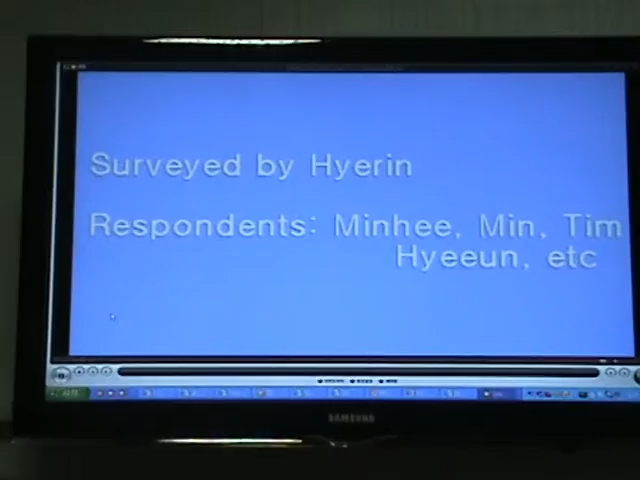 Surveyed by Hyerin
Respondents: Minhee, Min, Tim
Hyeeun, etc
SAMSUNG